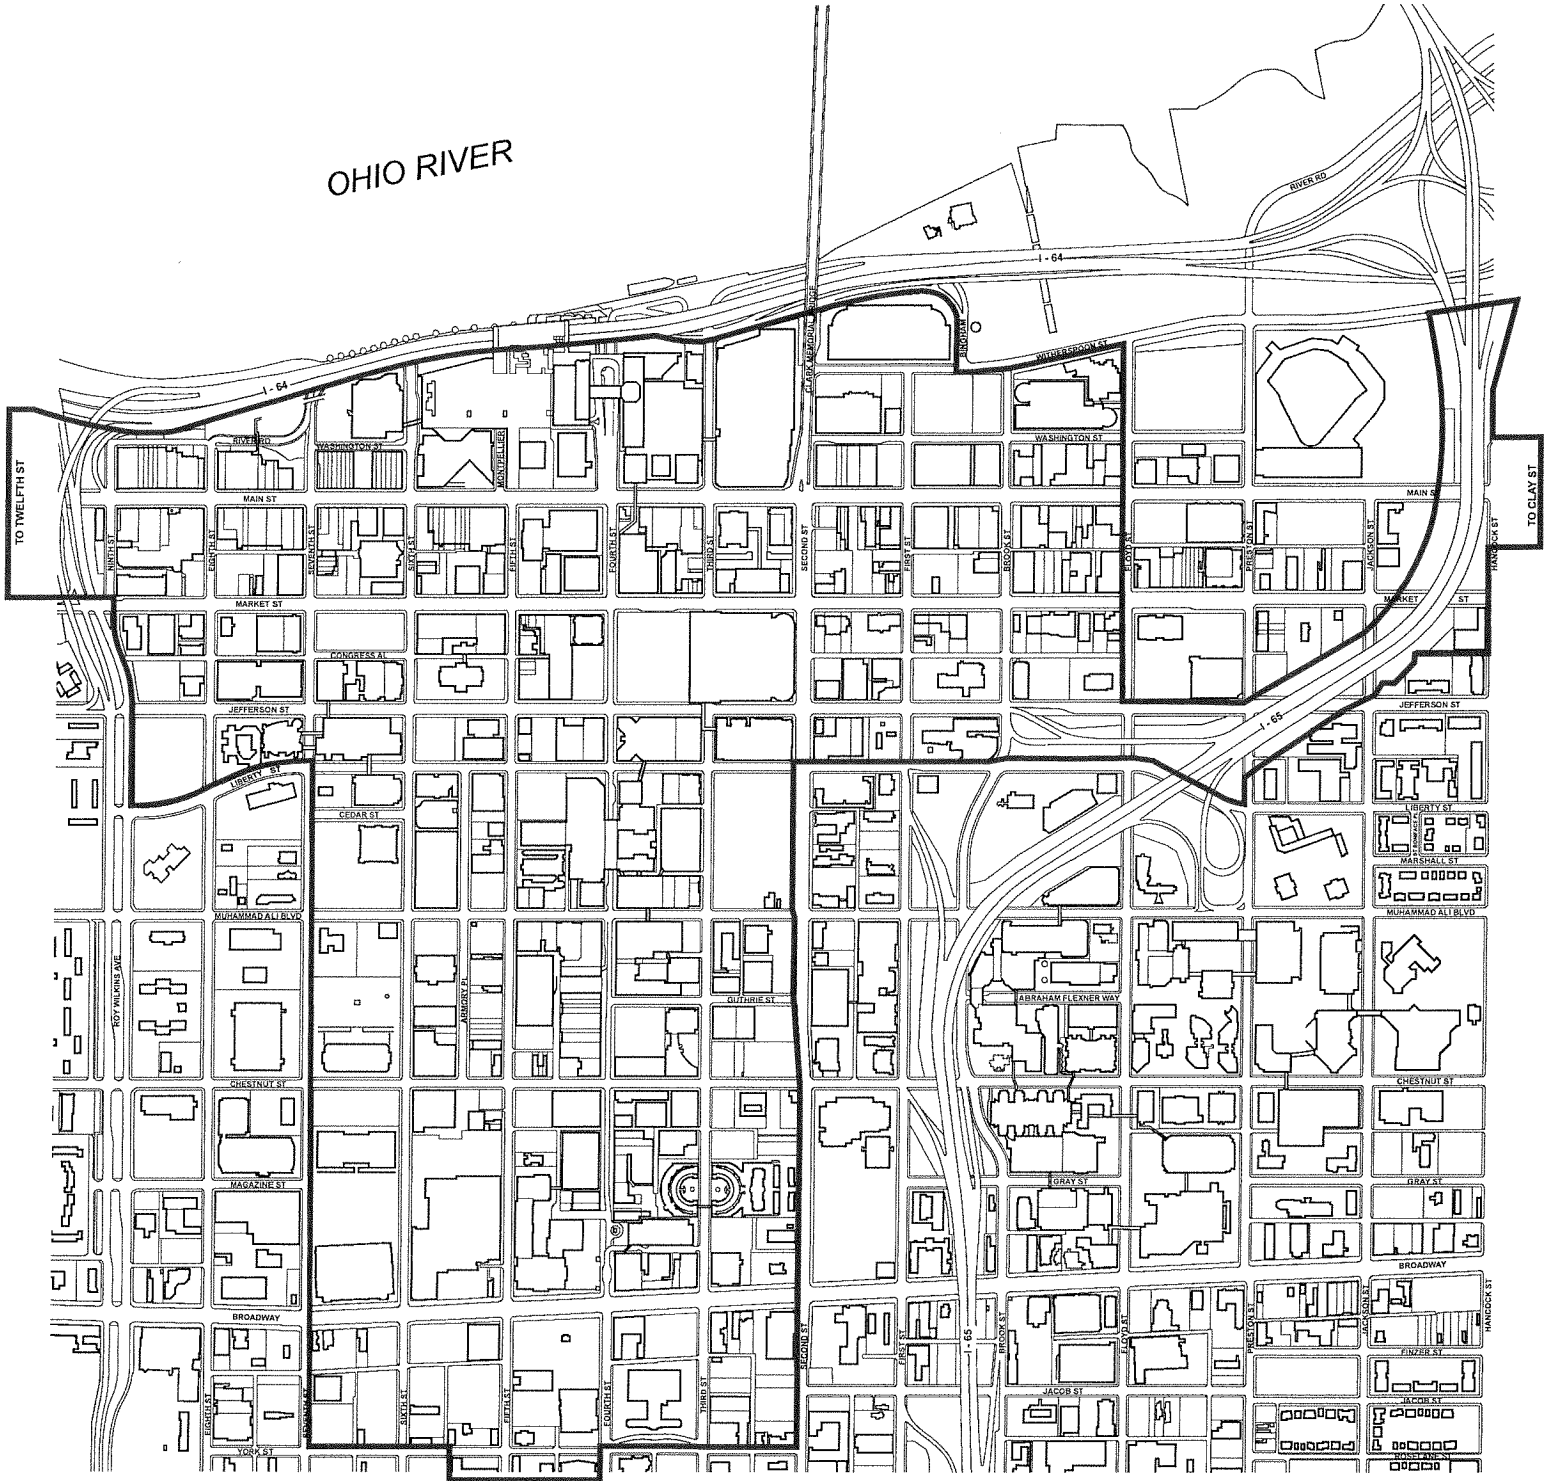 OHIO RIVER
RIVER RD
I - 64
CLARK MEMORIAL BRIDGE
BINGHAM
WITHERSPOON ST
I - 64
TO TWELFTH ST
RIVER RD
WASHINGTON ST
MONTPELLIER
WASHINGTON ST
MAIN ST
MAIN S
TO CLAY ST
NINTH ST
EIGHTH ST
SEVENTH ST
SIXTH ST
FIFTH ST
FOURTH ST
THIRD ST
SECOND ST
FIRST ST
BROOK ST
FLOYD ST
PRESTON ST
JACKSON ST
HANCOCK ST
MARKET ST
MARKET ST
CONGRESS AL
JEFFERSON ST
JEFFERSON ST
I - 65
LIBERTY ST
LIBERTY ST
CEDAR ST
MARSHALL ST
MUHAMMAD ALI BLVD
MUHAMMAD ALI BLVD
ROY WILKINS AVE
ARMORY PL
GUTHRIE ST
ABRAHAM FLEXNER WAY
CHESTNUT ST
CHESTNUT ST
MAGAZINE ST
GRAY ST
GRAY ST
BROADWAY
BROADWAY
EIGHTH ST
SEVENTH ST
SIXTH ST
FIFTH ST
FOURTH ST
THIRD ST
SECOND ST
FIRST ST
I - 65
BROOK ST
FLOYD ST
PRESTON ST
JACKSON ST
HANCOCK ST
FINZER ST
JACOB ST
JACOB ST
YORK ST
ROSELANE ST